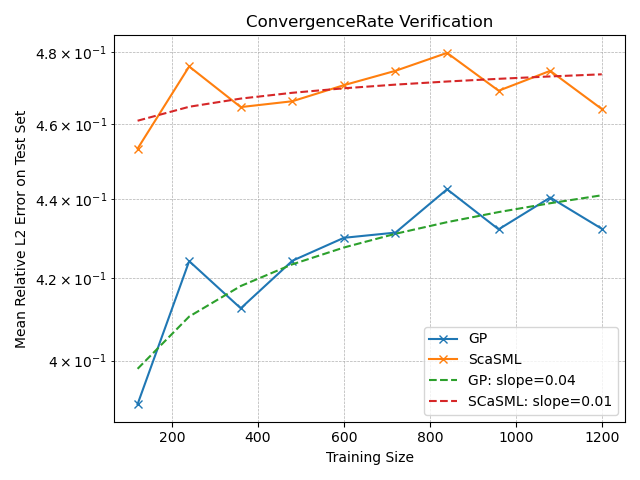 ConvergenceRate Verification
Mean Relative L2 Error on Test Set
4.8 × 10⁻¹
4.6 × 10⁻¹
4.4 × 10⁻¹
4.2 × 10⁻¹
4 × 10⁻¹
GP
ScaSML
GP: slope=0.04
SCaSML: slope=0.01
200 400 600 800 1000 1200
Training Size